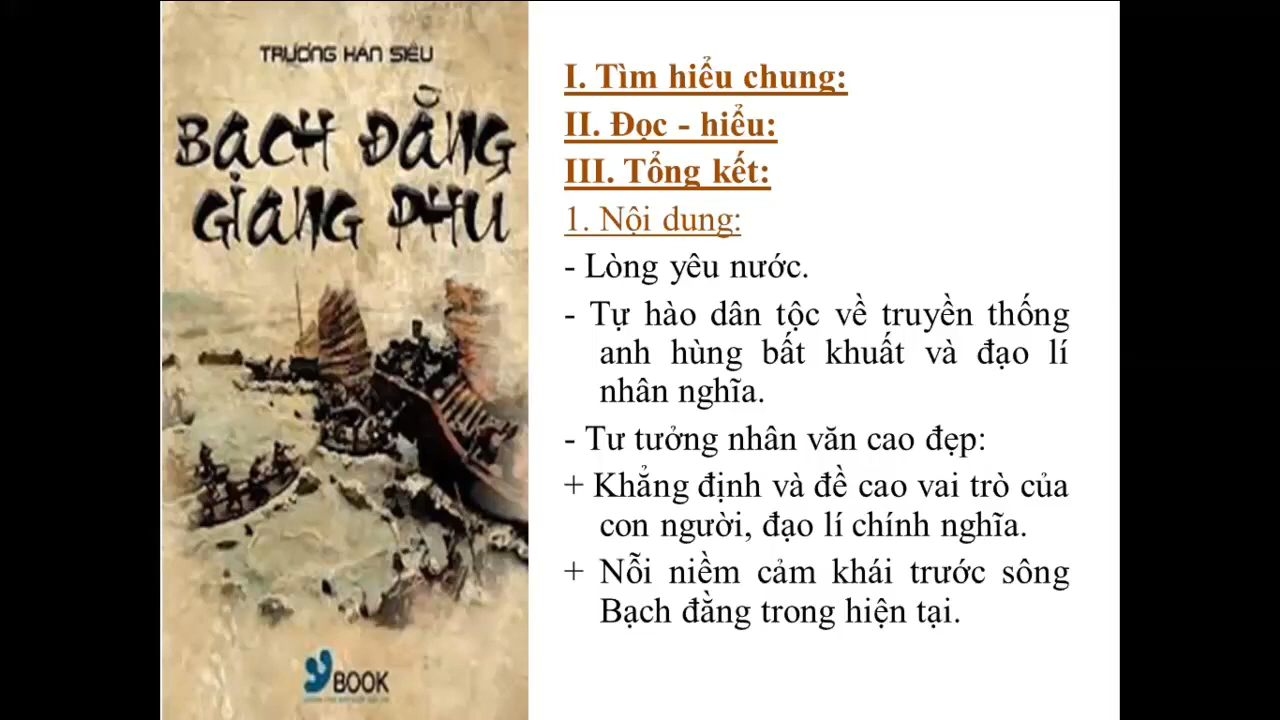 TRƯƠNG HÁN SIÊU
BẠCH ĐẰNG
GIANG PHÚ
BOOK
I. Tìm hiểu chung:
II. Đọc - hiểu:
III. Tổng kết:
1. Nội dung:
- Lòng yêu nước.
- Tự hào dân tộc về truyền thống
anh hùng bất khuất và đạo lí
nhân nghĩa.
- Tư tưởng nhân văn cao đẹp:
+ Khẳng định và đề cao vai trò của
con người, đạo lí chính nghĩa.
+ Nỗi niềm cảm khái trước sông
Bạch đằng trong hiện tại.